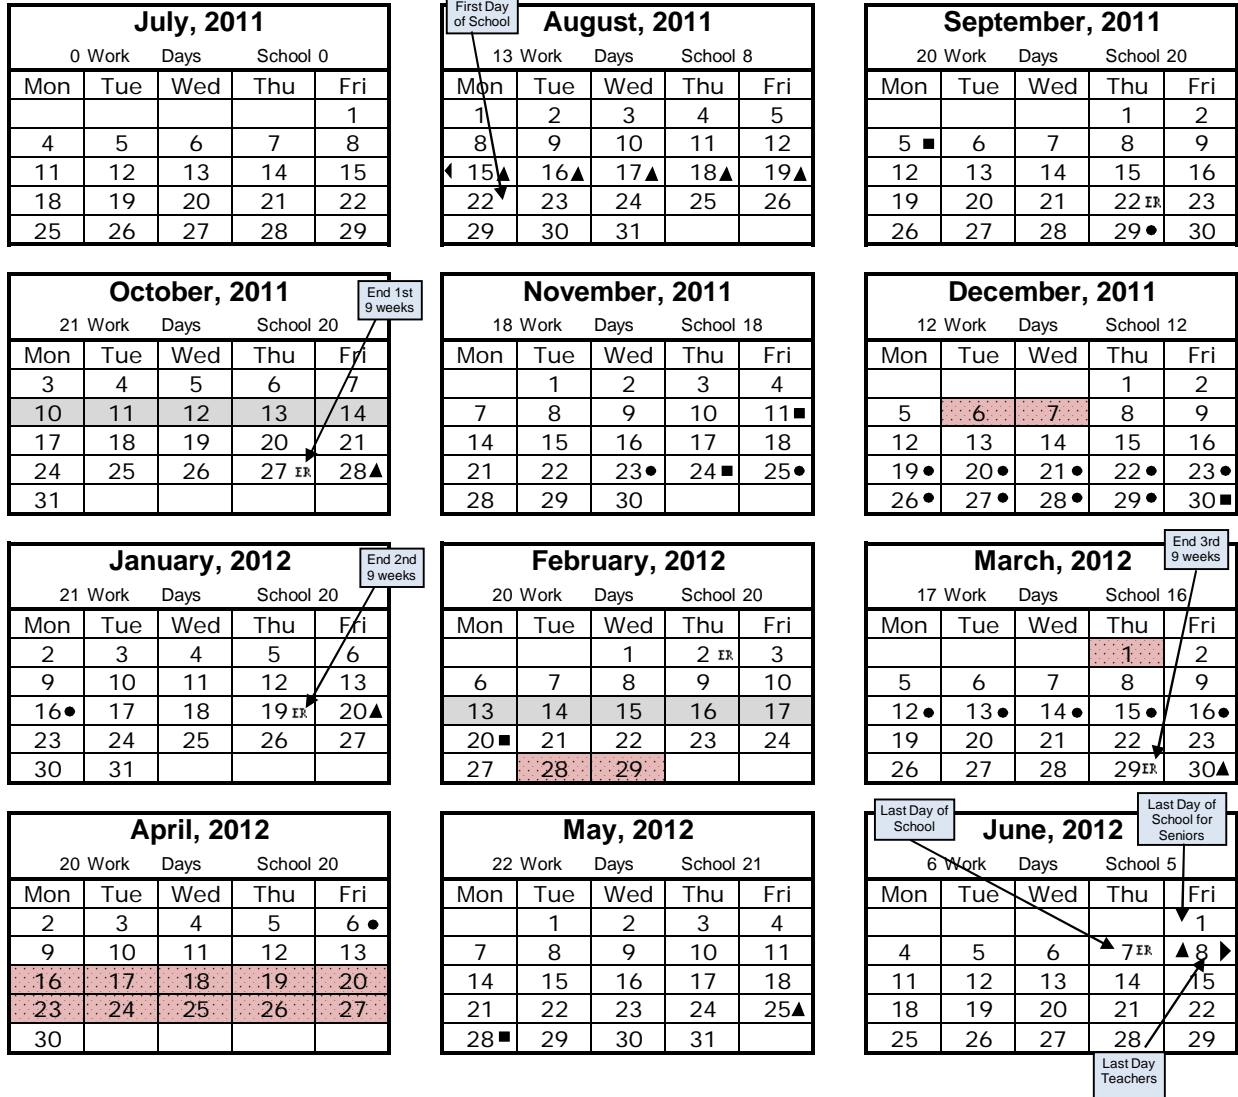 First Day
of School
July, 2011
0 Work Days School 0
Mon Tue Wed Thu Fri
1
4 5 6 7 8
11 12 13 14 15
18 19 20 21 22
25 26 27 28 29
August, 2011
13 Work Days School 8
Mon Tue Wed Thu Fri
1 2 3 4 5
8 9 10 11 12
15 16 17 18 19
22 23 24 25 26
29 30 31
September, 2011
20 Work Days School 20
Mon Tue Wed Thu Fri
1 2
5 6 7 8 9
12 13 14 15 16
19 20 21 22 ER 23
26 27 28 29 30
October, 2011
End 1st
9 weeks
21 Work Days School 20
Mon Tue Wed Thu Fri
3 4 5 6 7
10 11 12 13 14
17 18 19 20 21
24 25 26 27 ER 28
31
November, 2011
18 Work Days School 18
Mon Tue Wed Thu Fri
1 2 3 4
7 8 9 10 11
14 15 16 17 18
21 22 23 24 25
28 29 30
December, 2011
12 Work Days School 12
Mon Tue Wed Thu Fri
1 2
5 6 7 8 9
12 13 14 15 16
19 20 21 22 23
26 27 28 29 30
January, 2012
End 2nd
9 weeks
21 Work Days School 20
Mon Tue Wed Thu Fri
2 3 4 5 6
9 10 11 12 13
16 17 18 19 ER 20
23 24 25 26 27
30 31
February, 2012
20 Work Days School 20
Mon Tue Wed Thu Fri
1 2 ER 3
6 7 8 9 10
13 14 15 16 17
20 21 22 23 24
27 28 29
March, 2012
End 3rd
9 weeks
17 Work Days School 16
Mon Tue Wed Thu Fri
1 2
5 6 7 8 9
12 13 14 15 16
19 20 21 22 23
26 27 28 29 ER 30
April, 2012
20 Work Days School 20
Mon Tue Wed Thu Fri
2 3 4 5 6
9 10 11 12 13
16 17 18 19 20
23 24 25 26 27
30
May, 2012
22 Work Days School 21
Mon Tue Wed Thu Fri
1 2 3 4
7 8 9 10 11
14 15 16 17 18
21 22 23 24 25
28 29 30 31
Last Day of
School
June, 2012
Last Day of
School for
Seniors
6 Work Days School 5
Mon Tue Wed Thu Fri
1
4 5 6 7 ER 8
11 12 13 14 15
18 19 20 21 22
25 26 27 28 29
Last Day
Teachers